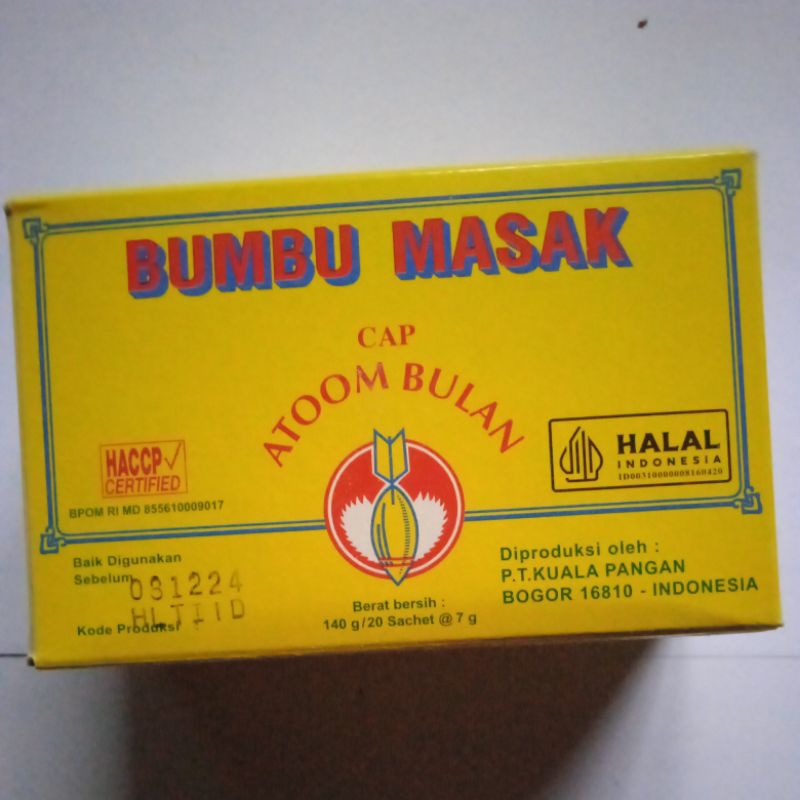 BUMBU MASAK
CAP
ATOOM BULAN
HACCP
CERTIFIED
HALAL
INDONESIA
ID00310000008160420
BPOM RI MD 855610009017
Baik Digunakan
Sebelum 031224
Kode Produksi
Berat bersih :
140 g/20 Sachet @ 7 g
Diproduksi oleh :
P.T.KUALA PANGAN
BOGOR 16810 - INDONESIA